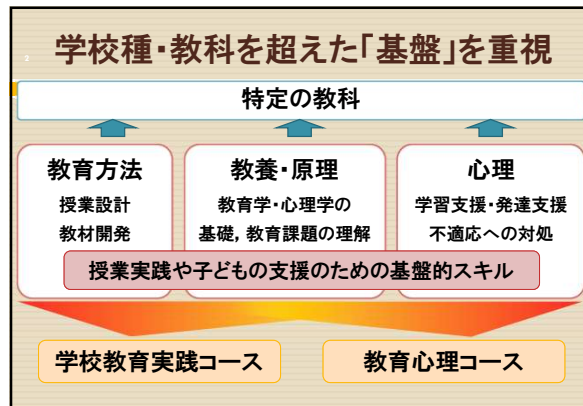 学校種・教科を超えた「基盤」を重視
特定の教科
教育方法
授業設計
教材開発
教養・原理
教育学・心理学の
基礎，教育課題の理解
心理
学習支援・発達支援
不適応への対処
授業実践や子どもの支援のための基盤的スキル
学校教育実践コース
教育心理コース